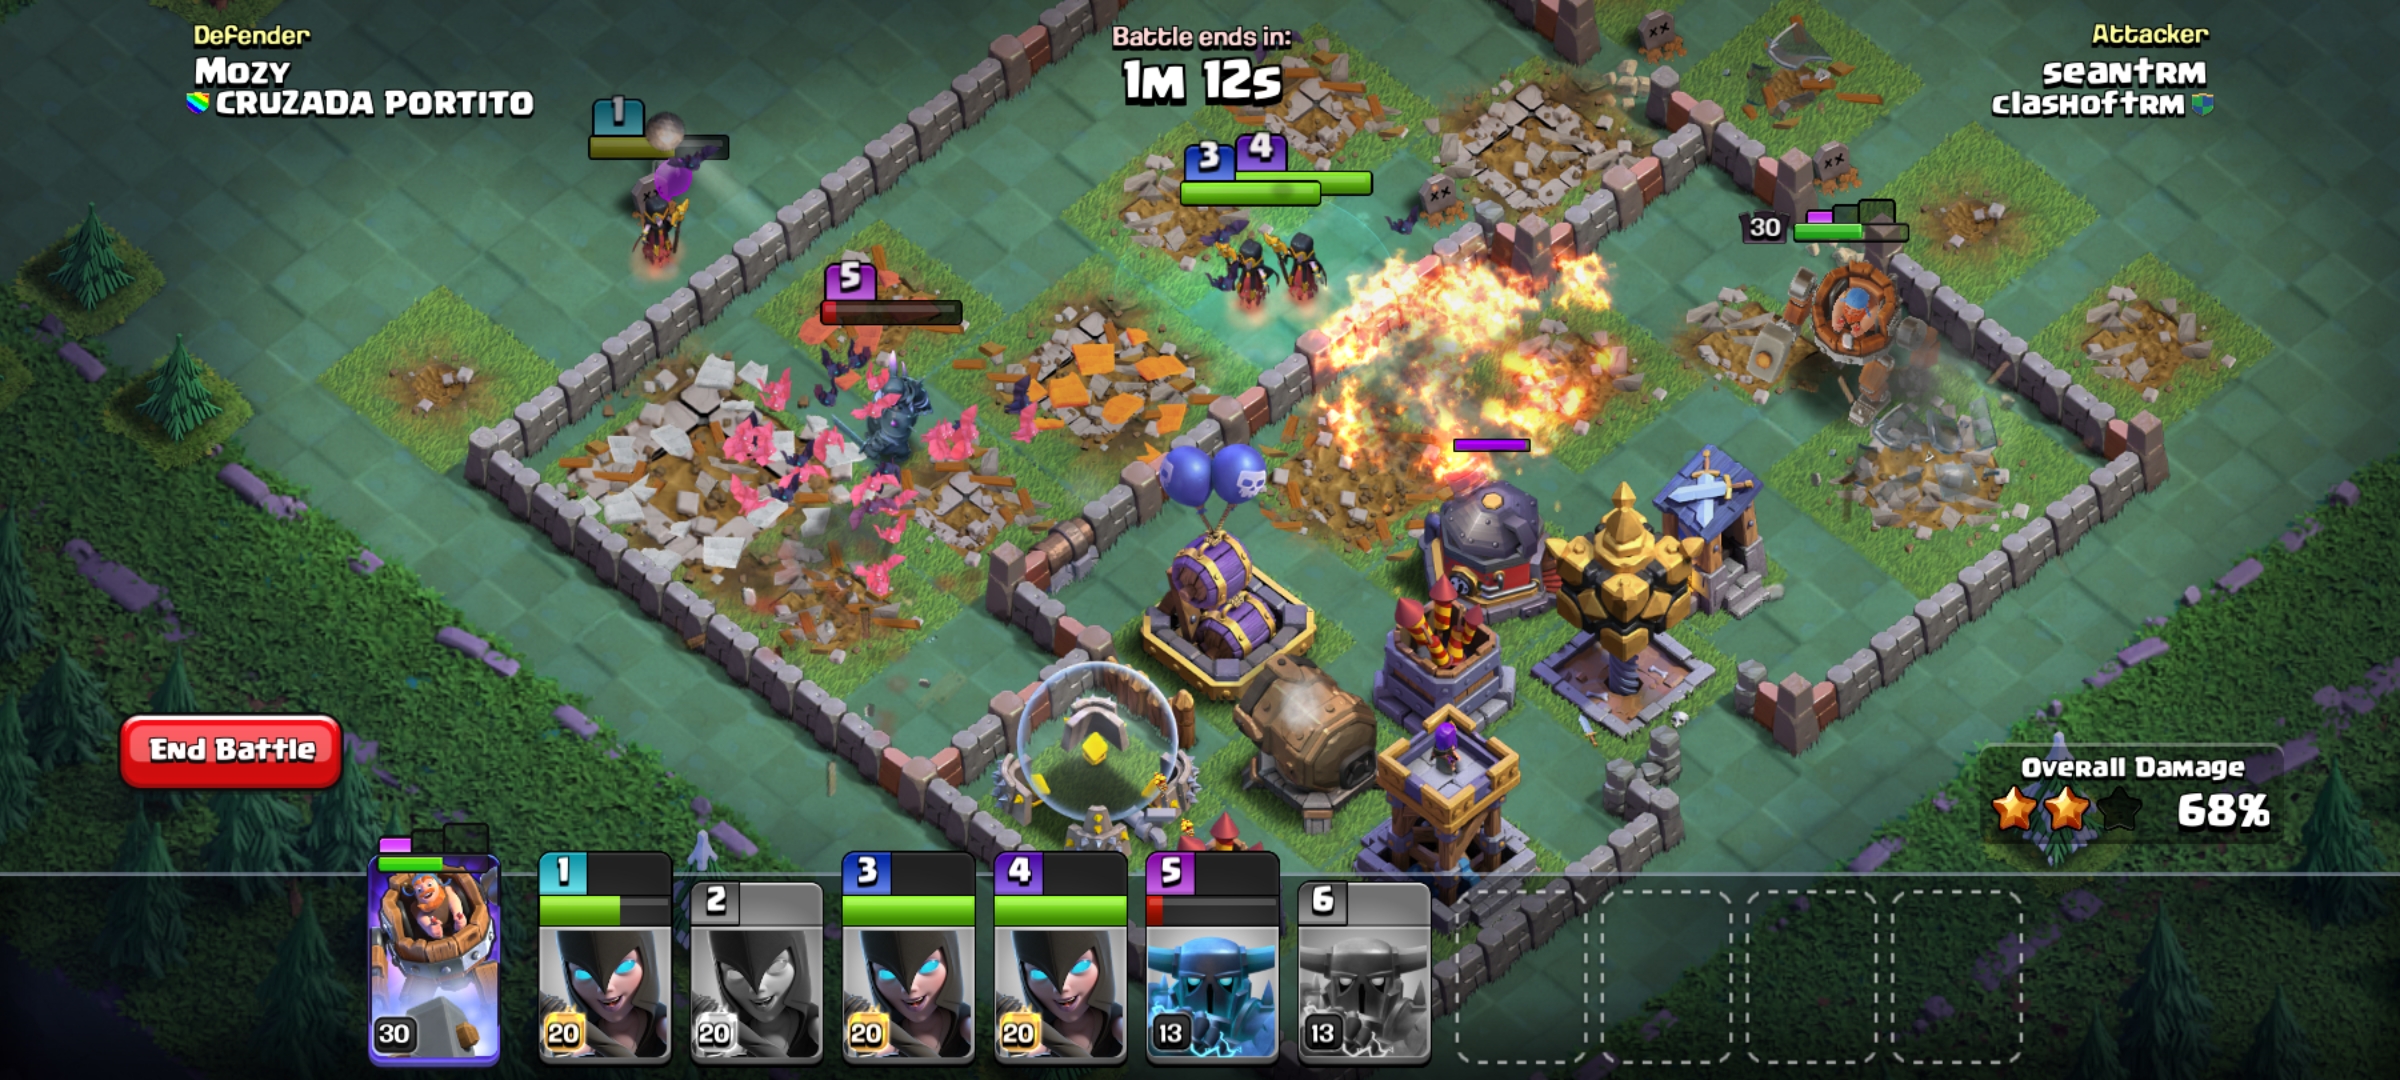 Defender
Mozy
CRUZADA PORTITO
Battle ends in:
1M 12s
Attacker
seantrm
clashoftrm
1
3
4
5
30
End Battle
Overall Damage
68%
1
2
3
4
5
6
30
20
20
20
20
13
13